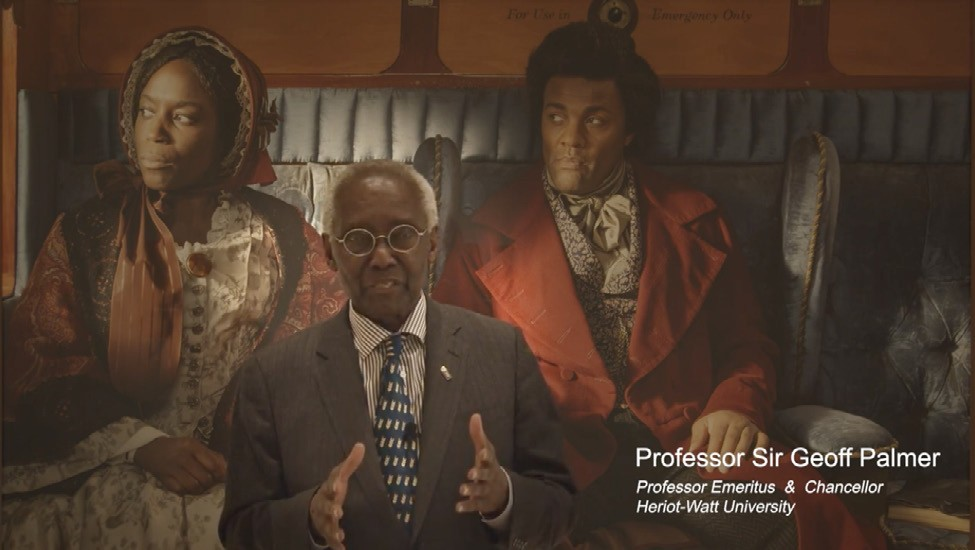 For Use in Emergency Only
Professor Sir Geoff Palmer
Professor Emeritus & Chancellor
Heriot-Watt University